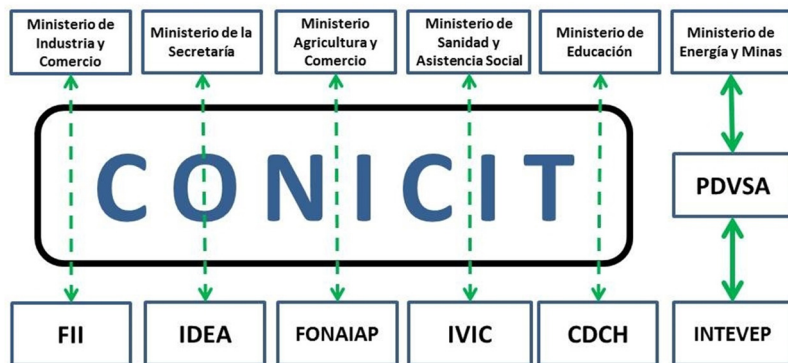 Ministerio de
Industria y
Comercio
Ministerio de la
Secretaría
Ministerio
Agricultura y
Comercio
Ministerio de
Sanidad y
Asistencia Social
Ministerio de
Educación
Ministerio de
Energía y Minas
CONICIT
PDVSA
FII
IDEA
FONAIAP
IVIC
CDCH
INTEVEP